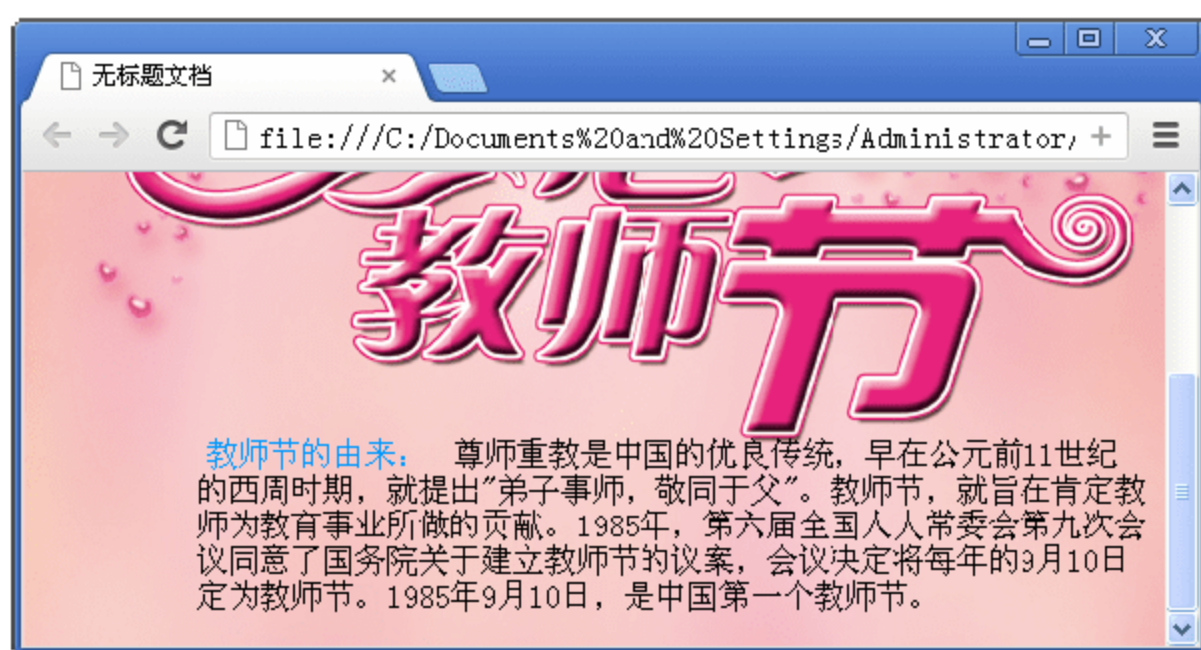 无标题文档
file:///C:/Documents%20and%20Settings/Administrator/
教师节
教师节的由来： 尊师重教是中国的优良传统，早在公元前11世纪
的西周时期，就提出"弟子事师，敬同于父"。教师节，就旨在肯定教
师为教育事业所做的贡献。1985年，第六届全国人人常委会第九次会
议同意了国务院关于建立教师节的议案，会议决定将每年的9月10日
定为教师节。1985年9月10日，是中国第一个教师节。